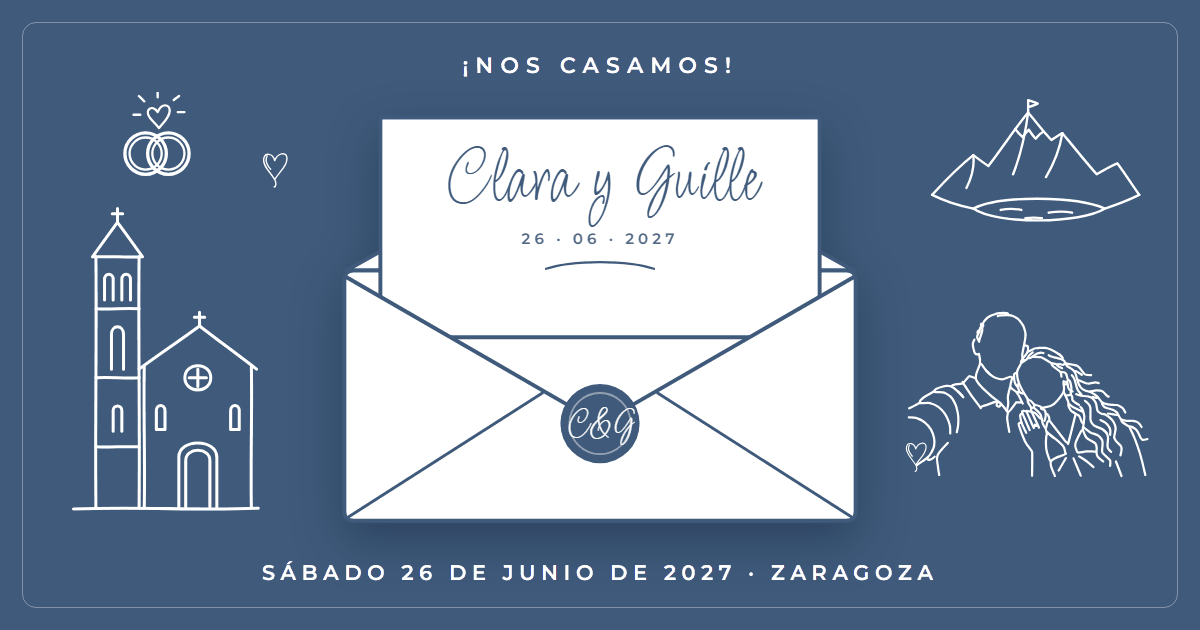 ¡NOS CASAMOS!
Clara y Guille
26 · 06 · 2027
C&G
SÁBADO 26 DE JUNIO DE 2027 · ZARAGOZA